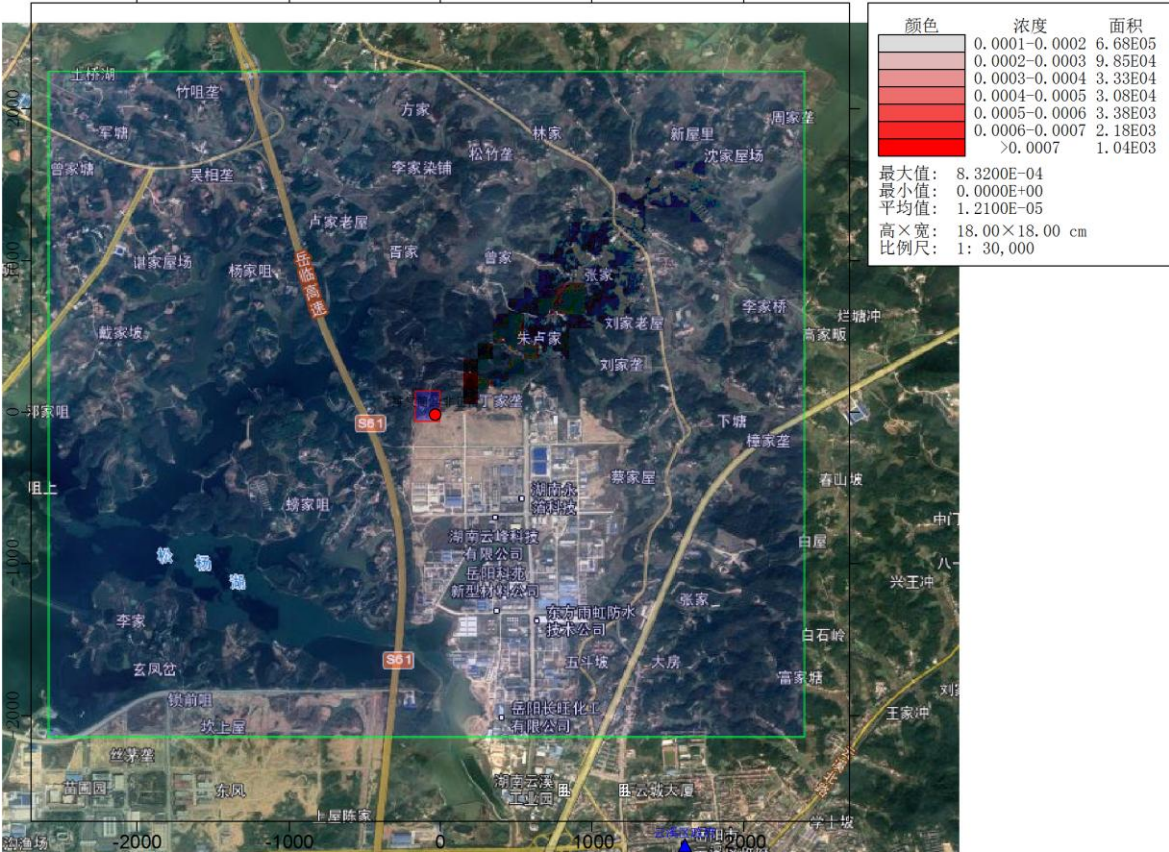 颜色 浓度 面积
0.0001-0.0002 6.68E05
0.0002-0.0003 9.85E04
0.0003-0.0004 3.33E04
0.0004-0.0005 3.08E04
0.0005-0.0006 3.38E03
0.0006-0.0007 2.18E03
>0.0007 1.04E03
最大值: 8.3200E-04
最小值: 0.0000E+00
平均值: 1.2100E-05
高×宽: 18.00×18.00 cm
比例尺: 1: 30,000
土桥湖
竹咀垄
方家
周家垄
军塘
林家
新屋里
松竹垄
沈家屋场
曾家塘
吴相垄
李家染铺
卢家老屋
晋家
曾家
谌家屋场
杨家咀
岳临高速
张家
李家桥
戴家坡
朱卢家
刘家老屋
烂塘冲
高家畈
刘家垄
家垄
邓家咀
S61
下塘
樟家垄
咀上
蔡家屋
春山坡
螃家咀
湖南永
湖南云峰科技
有限公司
岳阳科苑
新型材料公司
白屋
中门
八一
兴王冲
松杨湖
李家
东方雨虹防水
技术公司
张家
白石岭
玄凤岔
S61
五斗坡
大房
富家塘
锁前咀
坎上屋
岳阳长旺化工
有限公司
王家冲
丝茅垄
苗圃园
东风
湖南云溪
工业园
云城大厦
上屋陈家
学士坡
-2000 -1000 0 1000 2000